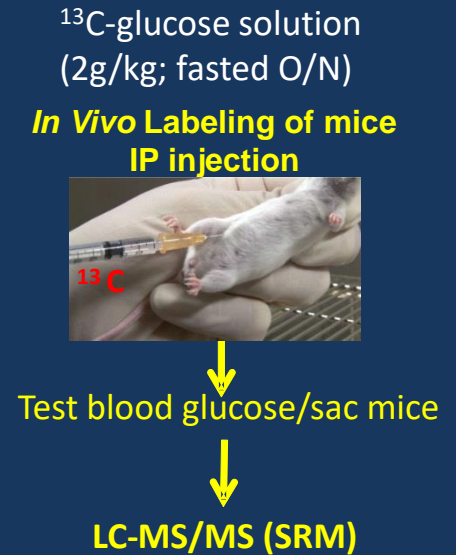 ¹³C-glucose solution
(2g/kg; fasted O/N)
In Vivo Labeling of mice
IP injection
¹³C
Test blood glucose/sac mice
LC-MS/MS (SRM)